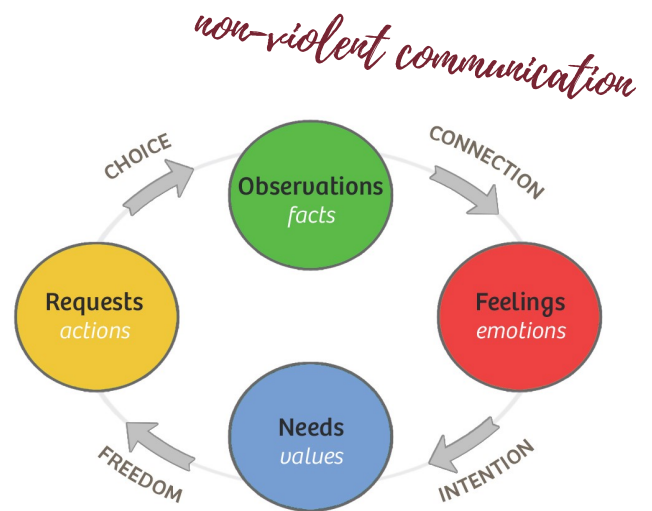 non-violent communication
CHOICE
CONNECTION
Observations
facts
Requests
actions
Feelings
emotions
Needs
values
FREEDOM
INTENTION